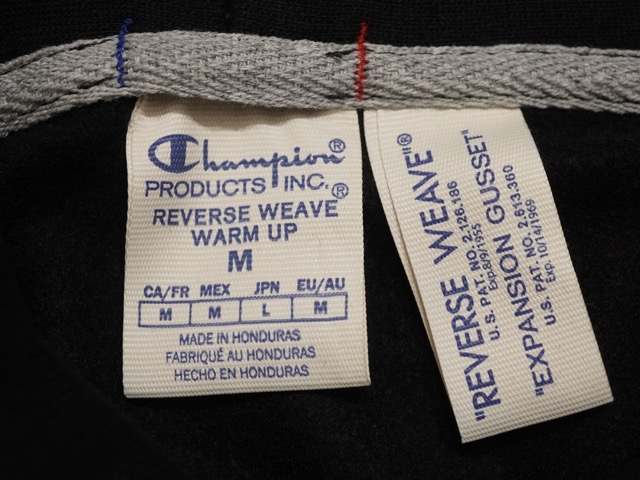 Champion®
PRODUCTS INC.®
REVERSE WEAVE
WARM UP
M
CA/FR MEX JPN EU/AU
M M L M
MADE IN HONDURAS
FABRIQUÉ AU HONDURAS
HECHO EN HONDURAS
"REVERSE WEAVE"®
U.S. PAT. NO. 2.126.186
Exp.8/9/1955
"EXPANSION GUSSET"
U.S. PAT. NO. 2.613.360
Exp. 10/14/1969